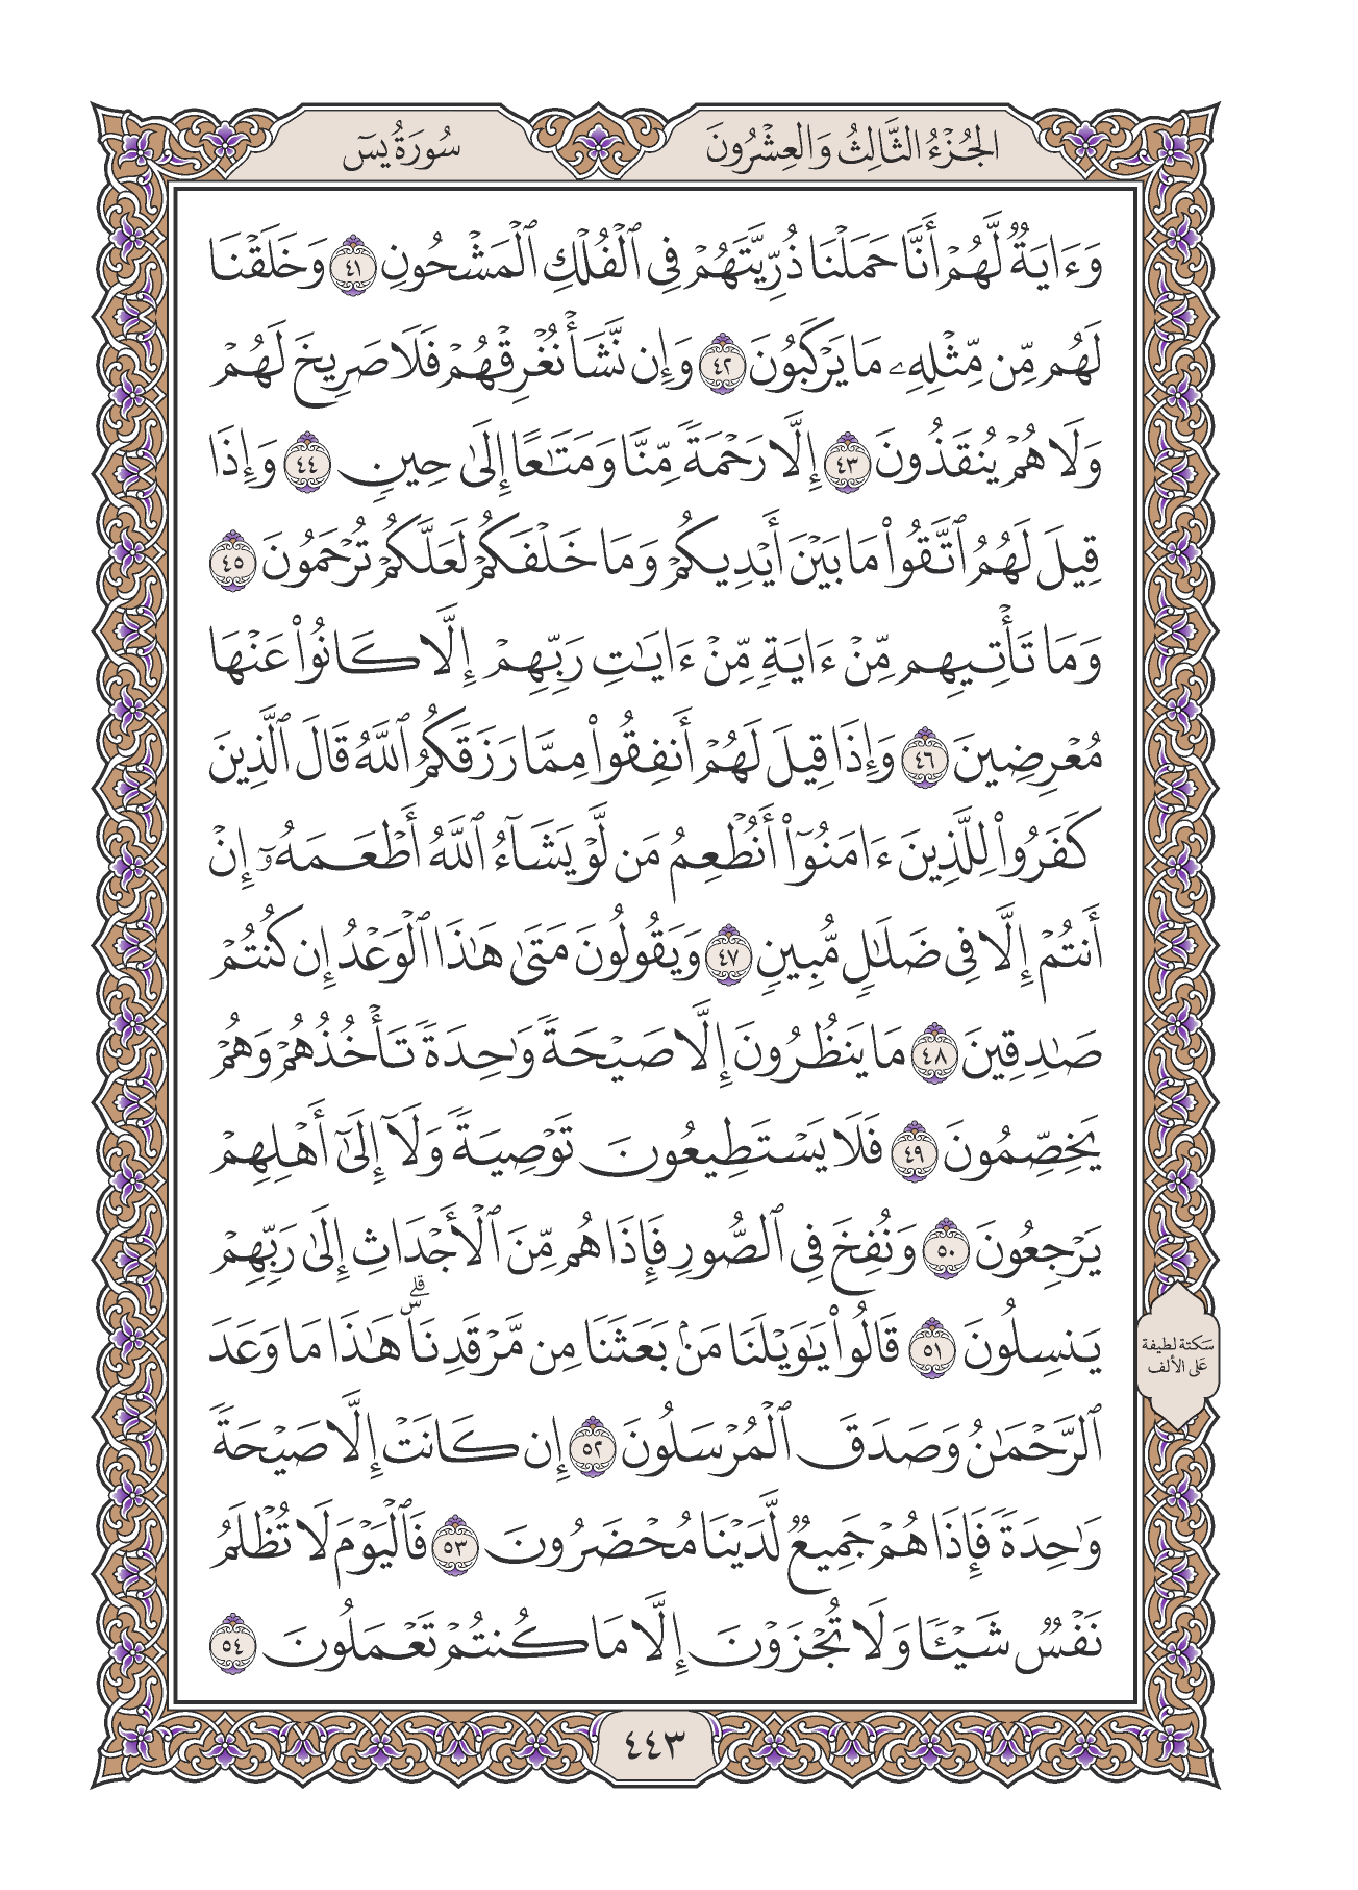 الجُزْءُ الثَّالِثُ وَالعِشْرُونَ
سُورَةُ يسٓ
وَءَايَةٌ لَّهُمْ أَنَّا حَمَلْنَا ذُرِّيَّتَهُمْ فِي ٱلْفُلْكِ ٱلْمَشْحُونِ ٤١ وَخَلَقْنَا
لَهُم مِّن مِّثْلِهِۦ مَا يَرْكَبُونَ ٤٢ وَإِن نَّشَأْ نُغْرِقْهُمْ فَلَا صَرِيخَ لَهُمْ
وَلَا هُمْ يُنقَذُونَ ٤٣ إِلَّا رَحْمَةً مِّنَّا وَمَتَٰعًا إِلَىٰ حِينٍ ٤٤ وَإِذَا
قِيلَ لَهُمُ ٱتَّقُوا۟ مَا بَيْنَ أَيْدِيكُمْ وَمَا خَلْفَكُمْ لَعَلَّكُمْ تُرْحَمُونَ ٤٥
وَمَا تَأْتِيهِم مِّنْ ءَايَةٍ مِّنْ ءَايَٰتِ رَبِّهِمْ إِلَّا كَانُوا۟ عَنْهَا
مُعْرِضِينَ ٤٦ وَإِذَا قِيلَ لَهُمْ أَنفِقُوا۟ مِمَّا رَزَقَكُمُ ٱللَّهُ قَالَ ٱلَّذِينَ
كَفَرُوا۟ لِلَّذِينَ ءَامَنُوٓا۟ أَنُطْعِمُ مَن لَّوْ يَشَآءُ ٱللَّهُ أَطْعَمَهُۥٓ إِنْ
أَنتُمْ إِلَّا فِي ضَلَٰلٍ مُّبِينٍ ٤٧ وَيَقُولُونَ مَتَىٰ هَٰذَا ٱلْوَعْدُ إِن كُنتُمْ
صَٰدِقِينَ ٤٨ مَا يَنظُرُونَ إِلَّا صَيْحَةً وَٰحِدَةً تَأْخُذُهُمْ وَهُمْ
يَخِصِّمُونَ ٤٩ فَلَا يَسْتَطِيعُونَ تَوْصِيَةً وَلَآ إِلَىٰٓ أَهْلِهِمْ
يَرْجِعُونَ ٥٠ وَنُفِخَ فِي ٱلصُّورِ فَإِذَا هُم مِّنَ ٱلْأَجْدَاثِ إِلَىٰ رَبِّهِمْ
يَنسِلُونَ ٥١ قَالُوا۟ يَٰوَيْلَنَا مَنۢ بَعَثَنَا مِن مَّرْقَدِنَاۜۗ هَٰذَا مَا وَعَدَ
ٱلرَّحْمَٰنُ وَصَدَقَ ٱلْمُرْسَلُونَ ٥٢ إِن كَانَتْ إِلَّا صَيْحَةً
وَٰحِدَةً فَإِذَا هُمْ جَمِيعٌ لَّدَيْنَا مُحْضَرُونَ ٥٣ فَٱلْيَوْمَ لَا تُظْلَمُ
نَفْسٌ شَيْـًٔا وَلَا تُجْزَوْنَ إِلَّا مَا كُنتُمْ تَعْمَلُونَ ٥٤
سكتة لطيفة
على الألف
٤٤٣